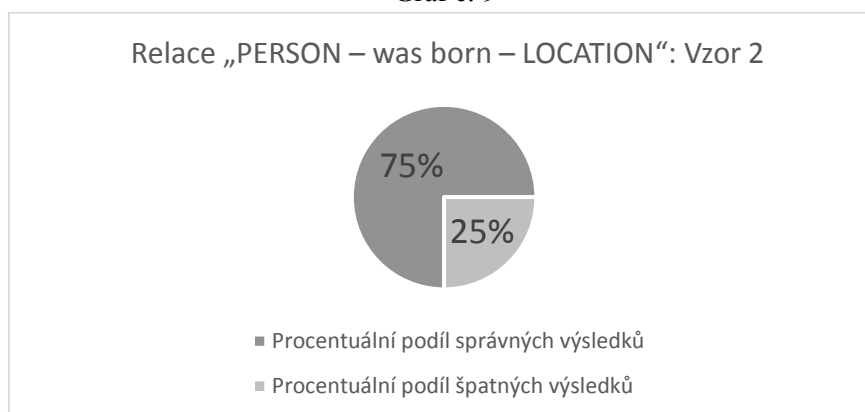 Relace „PERSON – was born – LOCATION“: Vzor 2
75%
25%
Procentuální podíl správných výsledků
Procentuální podíl špatných výsledků